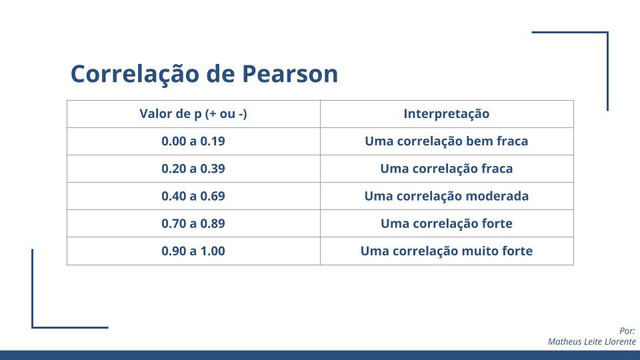 Correlação de Pearson
Valor de p (+ ou -) Interpretação
0.00 a 0.19 Uma correlação bem fraca
0.20 a 0.39 Uma correlação fraca
0.40 a 0.69 Uma correlação moderada
0.70 a 0.89 Uma correlação forte
0.90 a 1.00 Uma correlação muito forte
Por:
Matheus Leite Llorente